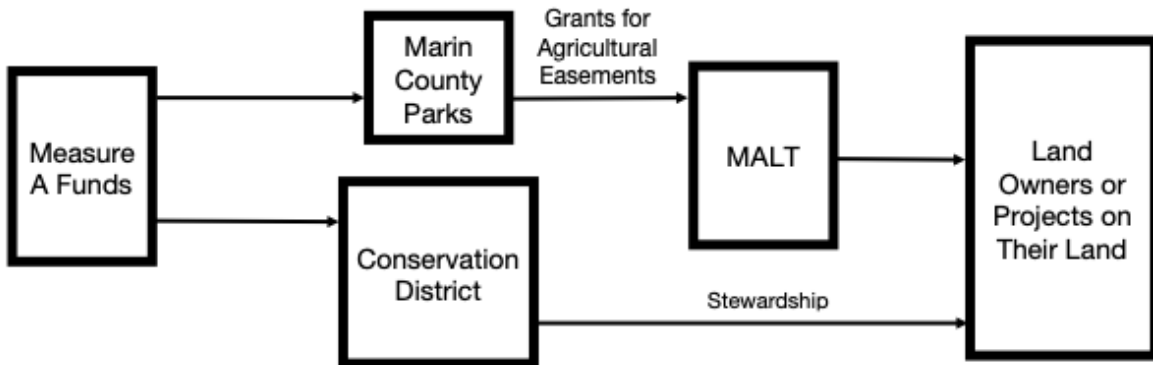 Measure
A Funds
Marin
County
Parks
Grants for
Agricultural
Easements
MALT
Conservation
District
Stewardship
Land
Owners or
Projects on
Their Land